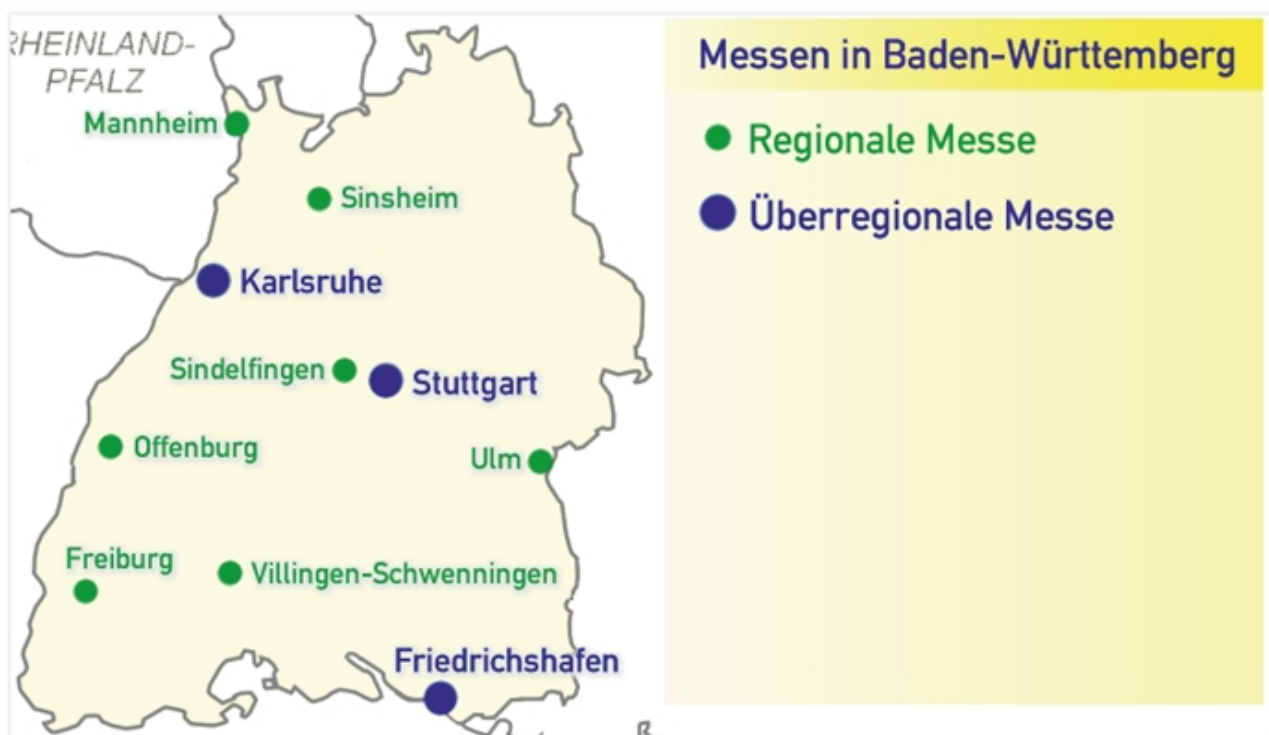 RHEINLAND-
PFALZ
Mannheim
Sinsheim
Karlsruhe
Sindelfingen
Stuttgart
Offenburg
Ulm
Freiburg
Villingen-Schwenningen
Friedrichshafen
Messen in Baden-Württemberg
Regionale Messe
Überregionale Messe